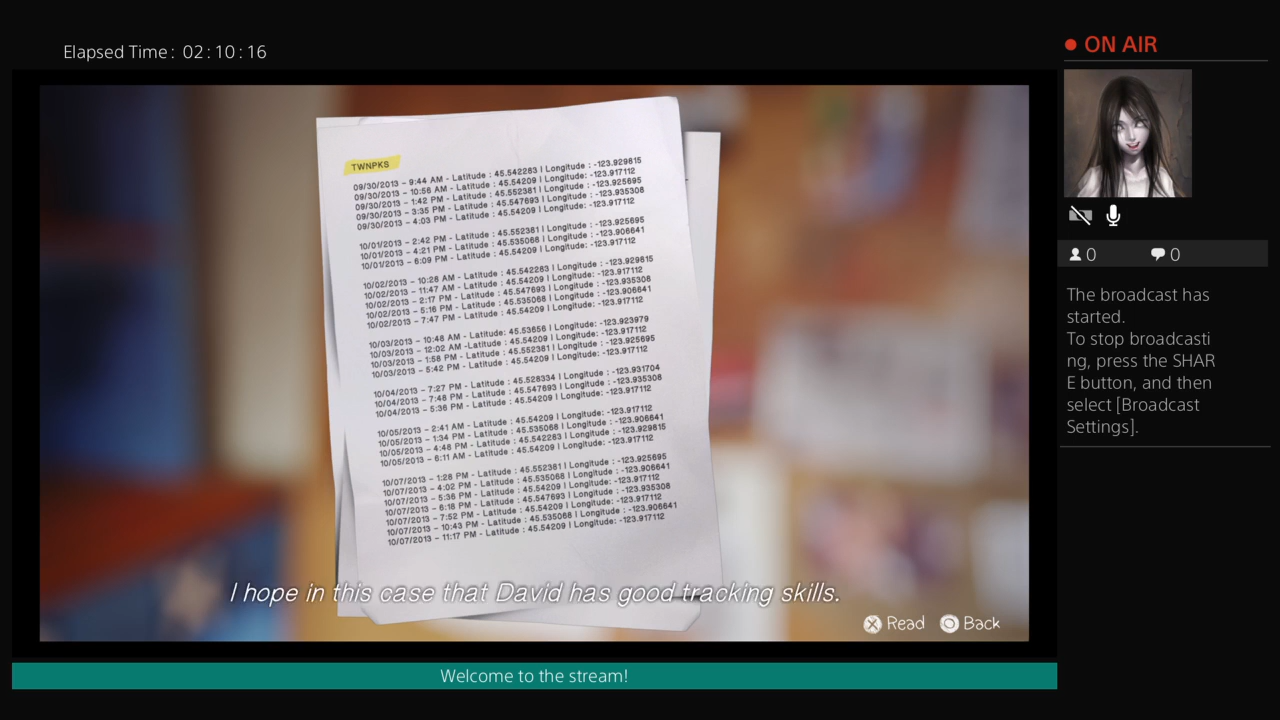 Elapsed Time: 02:10:16
ON AIR
TWNPKS
09/30/2013 - 9:44 AM - Latitude : 45.542283 | Longitude : -123.929815
09/30/2013 - 10:56 AM - Latitude : 45.54209 | Longitude: -123.917112
09/30/2013 - 1:42 PM - Latitude : 45.552381 | Longitude : -123.925695
09/30/2013 - 3:35 PM - Latitude : 45.547693 | Longitude : -123.935308
09/30/2013 - 4:03 PM - Latitude : 45.54209 | Longitude: -123.917112
10/01/2013 - 2:42 PM - Latitude : 45.552381 | Longitude : -123.925695
10/01/2013 - 4:21 PM - Latitude : 45.535068 | Longitude : -123.906641
10/01/2013 - 6:09 PM - Latitude : 45.54209 | Longitude: -123.917112
10/02/2013 - 10:28 AM - Latitude : 45.542283 | Longitude : -123.929815
10/02/2013 - 11:47 AM - Latitude : 45.54209 | Longitude: -123.917112
10/02/2013 - 2:17 PM - Latitude : 45.547693 | Longitude : -123.935308
10/02/2013 - 5:16 PM - Latitude : 45.535068 | Longitude : -123.906641
10/02/2013 - 7:47 PM - Latitude : 45.54209 | Longitude: -123.917112
10/03/2013 - 10:48 AM - Latitude: 45.53656 | Longitude: -123.923979
10/03/2013 - 12:02 AM -Latitude : 45.54209 | Longitude: -123.917112
10/03/2013 - 1:58 PM - Latitude : 45.552381 | Longitude : -123.925695
10/03/2013 - 5:42 PM - Latitude : 45.54209 | Longitude: -123.917112
10/04/2013 - 7:27 PM - Latitude : 45.528334 | Longitude : -123.931704
10/04/2013 - 7:48 PM - Latitude : 45.547693 | Longitude : -123.935308
10/04/2013 - 5:36 PM - Latitude : 45.54209 | Longitude: -123.917112
10/05/2013 - 2:41 AM - Latitude : 45.54209 | Longitude: -123.917112
10/05/2013 - 1:34 PM - Latitude : 45.535068 | Longitude : -123.906641
10/05/2013 - 4:48 PM - Latitude : 45.542283 | Longitude : -123.929815
10/05/2013 - 6:11 AM - Latitude : 45.54209 | Longitude: -123.917112
10/07/2013 - 1:28 PM - Latitude : 45.552381 | Longitude : -123.925695
10/07/2013 - 4:02 PM - Latitude : 45.535068 | Longitude : -123.906641
10/07/2013 - 5:36 PM - Latitude : 45.54209 | Longitude: -123.917112
10/07/2013 - 6:18 PM - Latitude : 45.547693 | Longitude : -123.935308
10/07/2013 - 7:52 PM - Latitude : 45.54209 | Longitude: -123.917112
10/07/2013 - 10:43 PM - Latitude : 45.535068 | Longitude : -123.906641
10/07/2013 - 11:17 PM - Latitude : 45.54209 | Longitude: -123.917112
I hope in this case that David has good tracking skills.
Read Back
0 0
The broadcast has
started.
To stop broadcasti
ng, press the SHAR
E button, and then
select [Broadcast
Settings].
Welcome to the stream!